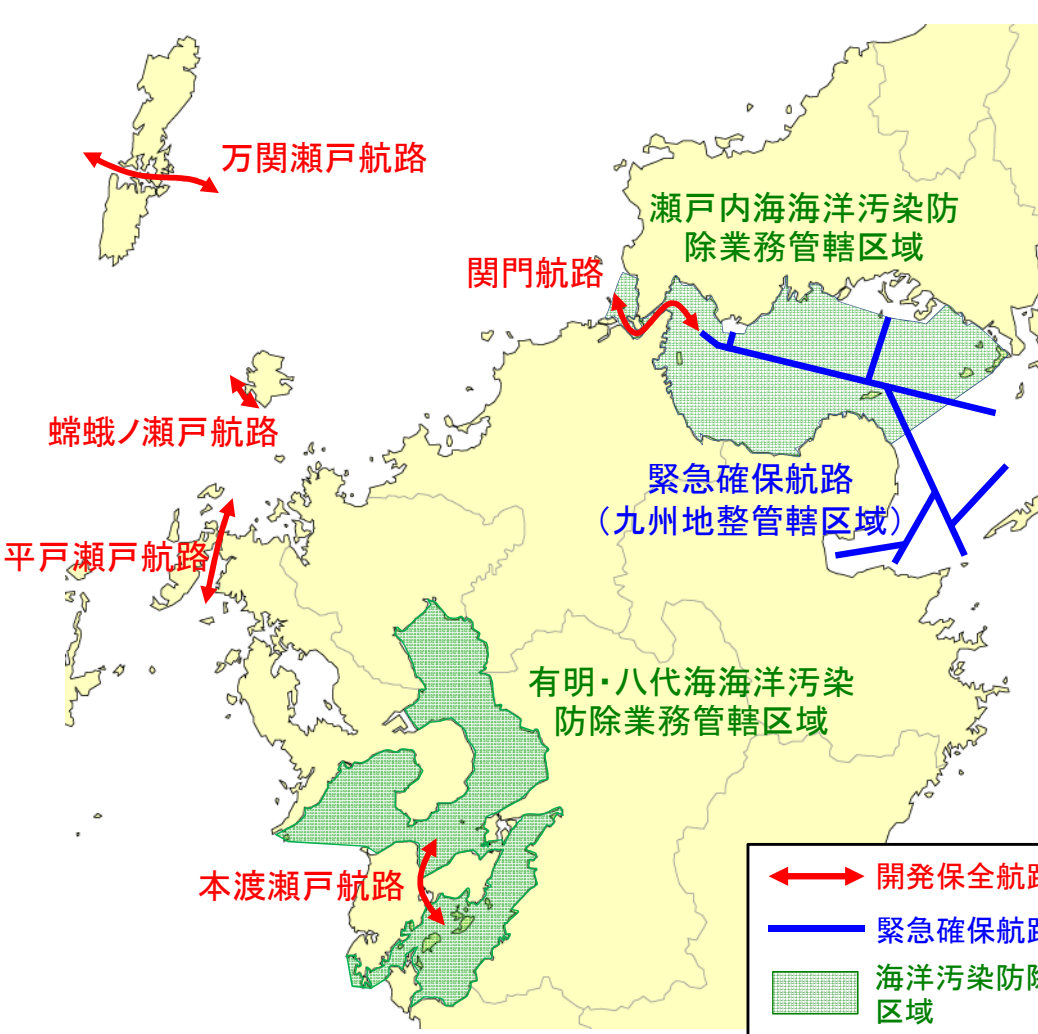 万関瀬戸航路
瀬戸内海海洋汚染防
除業務管轄区域
関門航路
蠑蛾ノ瀬戸航路
緊急確保航路
（九州地整管轄区域）
平戸瀬戸航路
有明・八代海海洋汚染
防除業務管轄区域
本渡瀬戸航路
開発保全航路
緊急確保航路
海洋汚染防除
区域